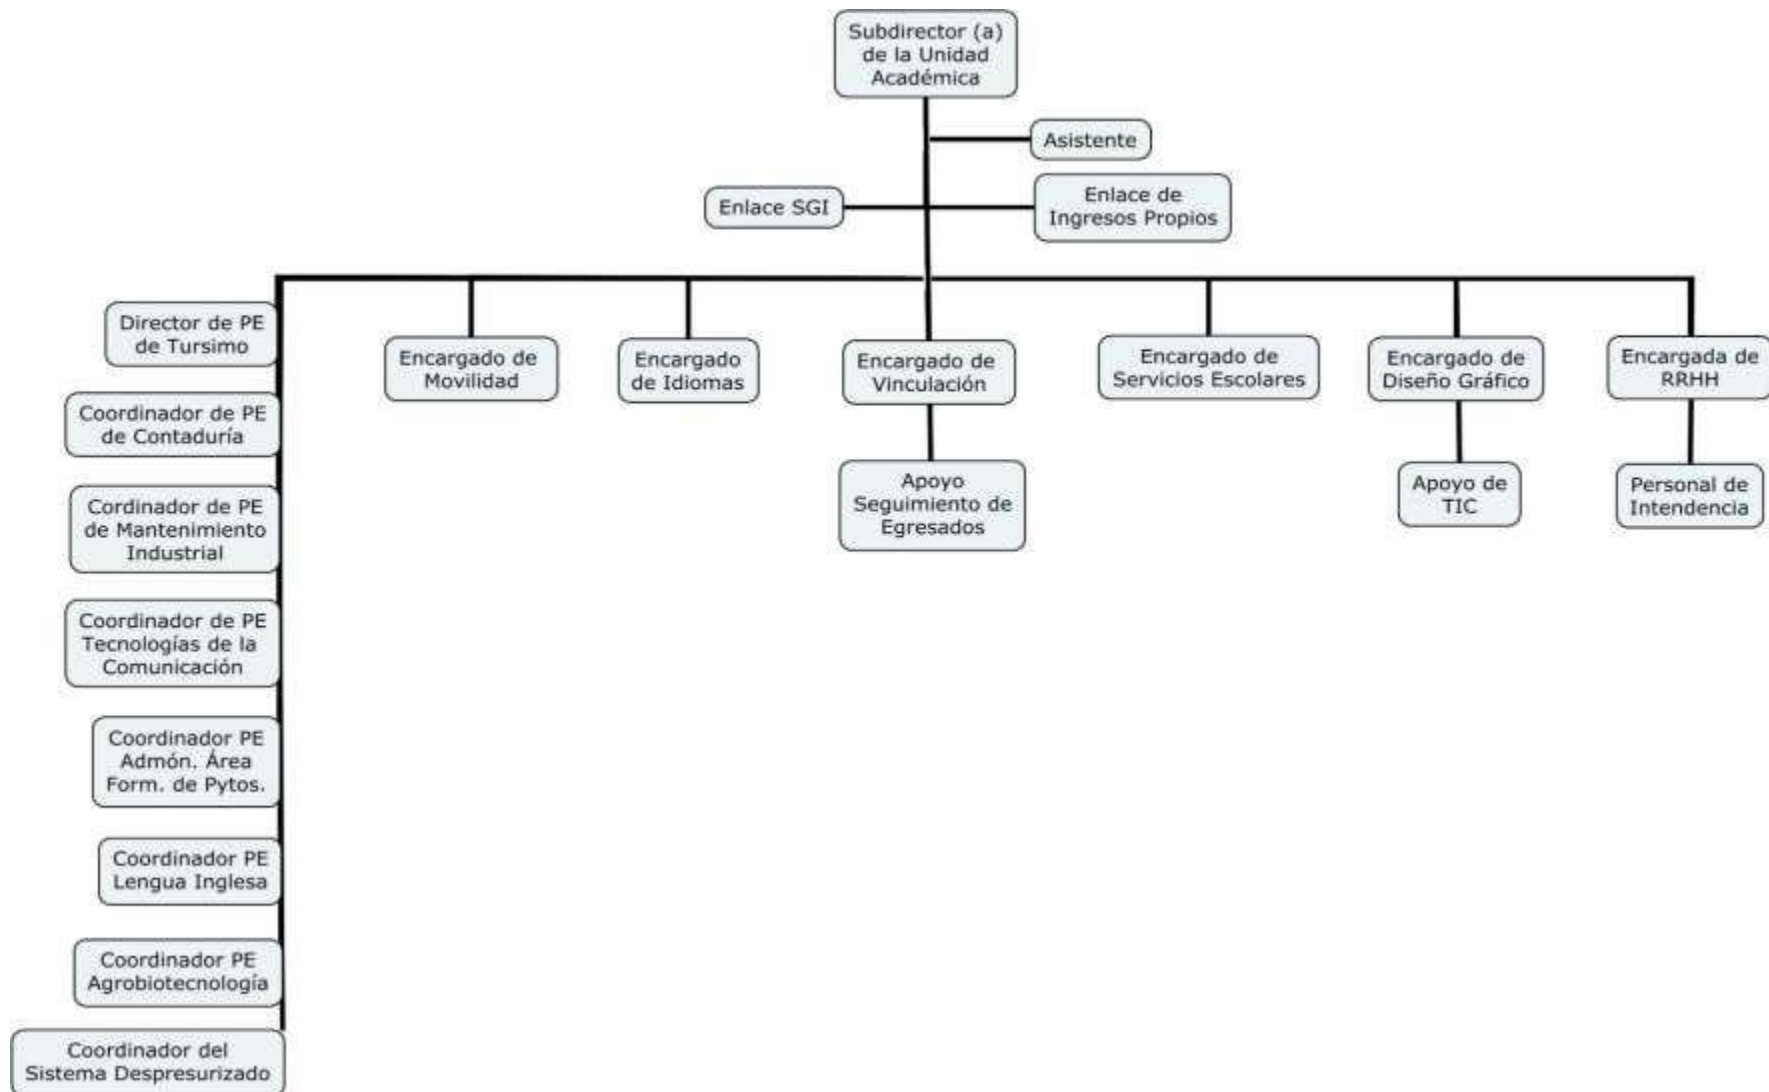 Subdirector (a)
de la Unidad
Académica
Asistente
Enlace SGI
Enlace de
Ingresos Propios
Director de PE
de Tursimo
Coordinador de PE
de Contaduría
Cordinador de PE
de Mantenimiento
Industrial
Coordinador de PE
Tecnologías de la
Comunicación
Coordinador PE
Admón. Área
Form. de Pytos.
Coordinador PE
Lengua Inglesa
Coordinador PE
Agrobiotecnología
Coordinador del
Sistema Despresurizado
Encargado de
Movilidad
Encargado
de Idiomas
Encargado de
Vinculación
Apoyo
Seguimiento de
Egresados
Encargado de
Servicios Escolares
Encargado de
Diseño Gráfico
Apoyo de
TIC
Encargada de
RRHH
Personal de
Intendencia